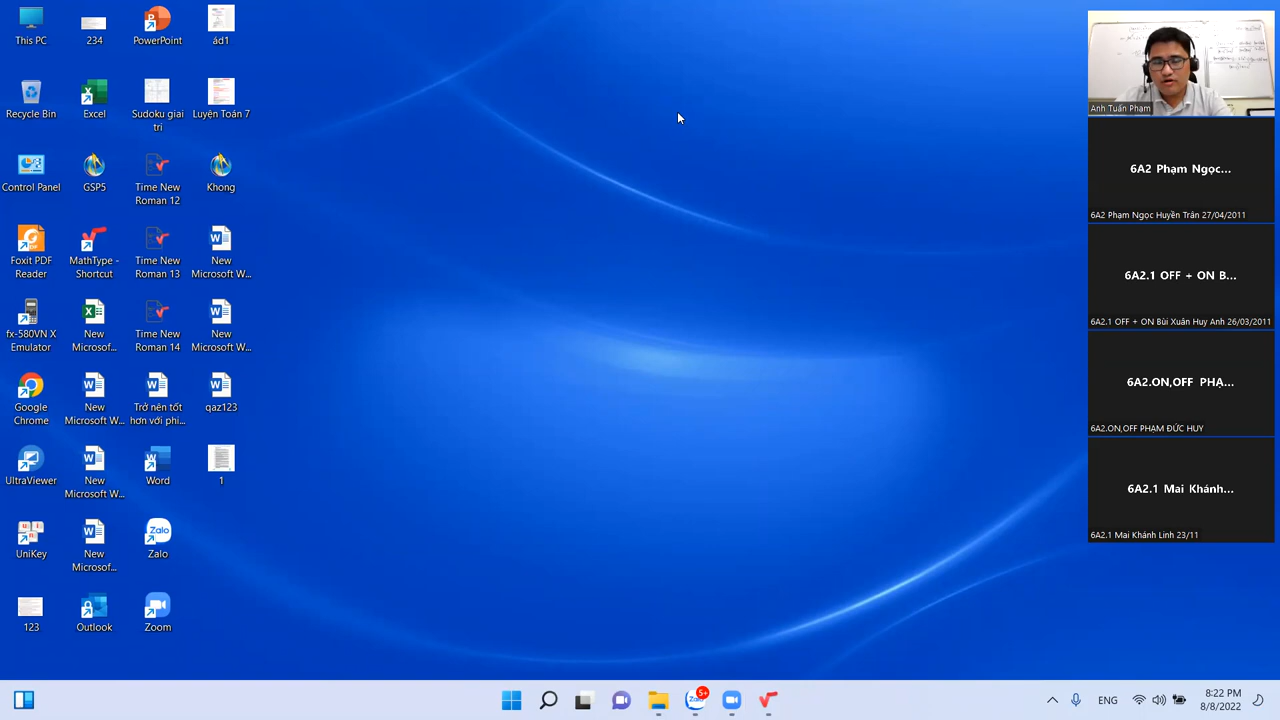 This PC
234
PowerPoint
ád1
Recycle Bin
Excel
Sudoku giai
trí
Luyện Toán 7
Control Panel
GSP5
Time New
Roman 12
Khong
Foxit PDF
Reader
MathType -
Shortcut
Time New
Roman 13
New
Microsoft W...
fx-580VN X
Emulator
New
Microsof...
Time New
Roman 14
New
Microsoft W...
Google
Chrome
New
Microsoft W...
Trở nên tốt
hơn với phi...
qaz123
UltraViewer
New
Microsoft W...
Word
1
UniKey
New
Microsof...
Zalo
123
Outlook
Zoom
Anh Tuấn Phạm
6A2 Phạm Ngọc...
6A2 Phạm Ngọc Huyền Trân 27/04/2011
6A2.1 OFF + ON B...
6A2.1 OFF + ON Bùi Xuân Huy Anh 26/03/2011
6A2.ON,OFF PHẠ...
6A2.ON,OFF PHẠM ĐỨC HUY
6A2.1 Mai Khánh...
6A2.1 Mai Khánh Linh 23/11
5+
ENG
8:22 PM
8/8/2022